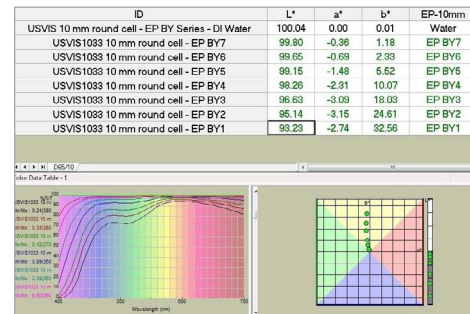 ID L* a* b* EP-10mm
USVIS 10 mm round cell - EP BY Series - DI Water 100.04 0.00 0.01 Water
USVIS1033 10 mm round cell - EP BY7 99.80 -0.36 1.18 EP BY7
USVIS1033 10 mm round cell - EP BY6 99.65 -0.69 2.33 EP BY6
USVIS1033 10 mm round cell - EP BY5 99.15 -1.48 5.52 EP BY5
USVIS1033 10 mm round cell - EP BY4 98.26 -2.31 10.07 EP BY4
USVIS1033 10 mm round cell - EP BY3 96.63 -3.09 18.03 EP BY3
USVIS1033 10 mm round cell - EP BY2 95.14 -3.15 24.61 EP BY2
USVIS1033 10 mm round cell - EP BY1 93.23 -2.74 32.56 EP BY1
D65/10
olor Data Table - 1
400 500 600 700
Wavelength (nm)